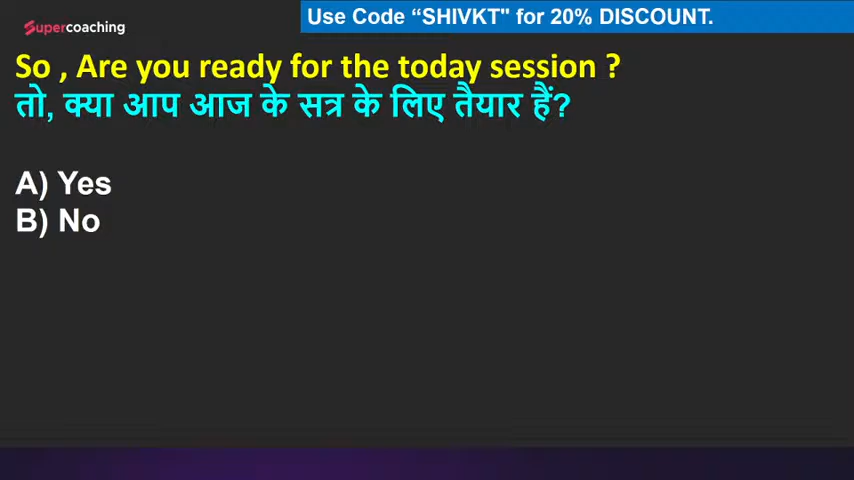 Supercoaching
Use Code “SHIVKT" for 20% DISCOUNT.
So , Are you ready for the today session ?
तो, क्या आप आज के सत्र के लिए तैयार हैं?
A) Yes
B) No